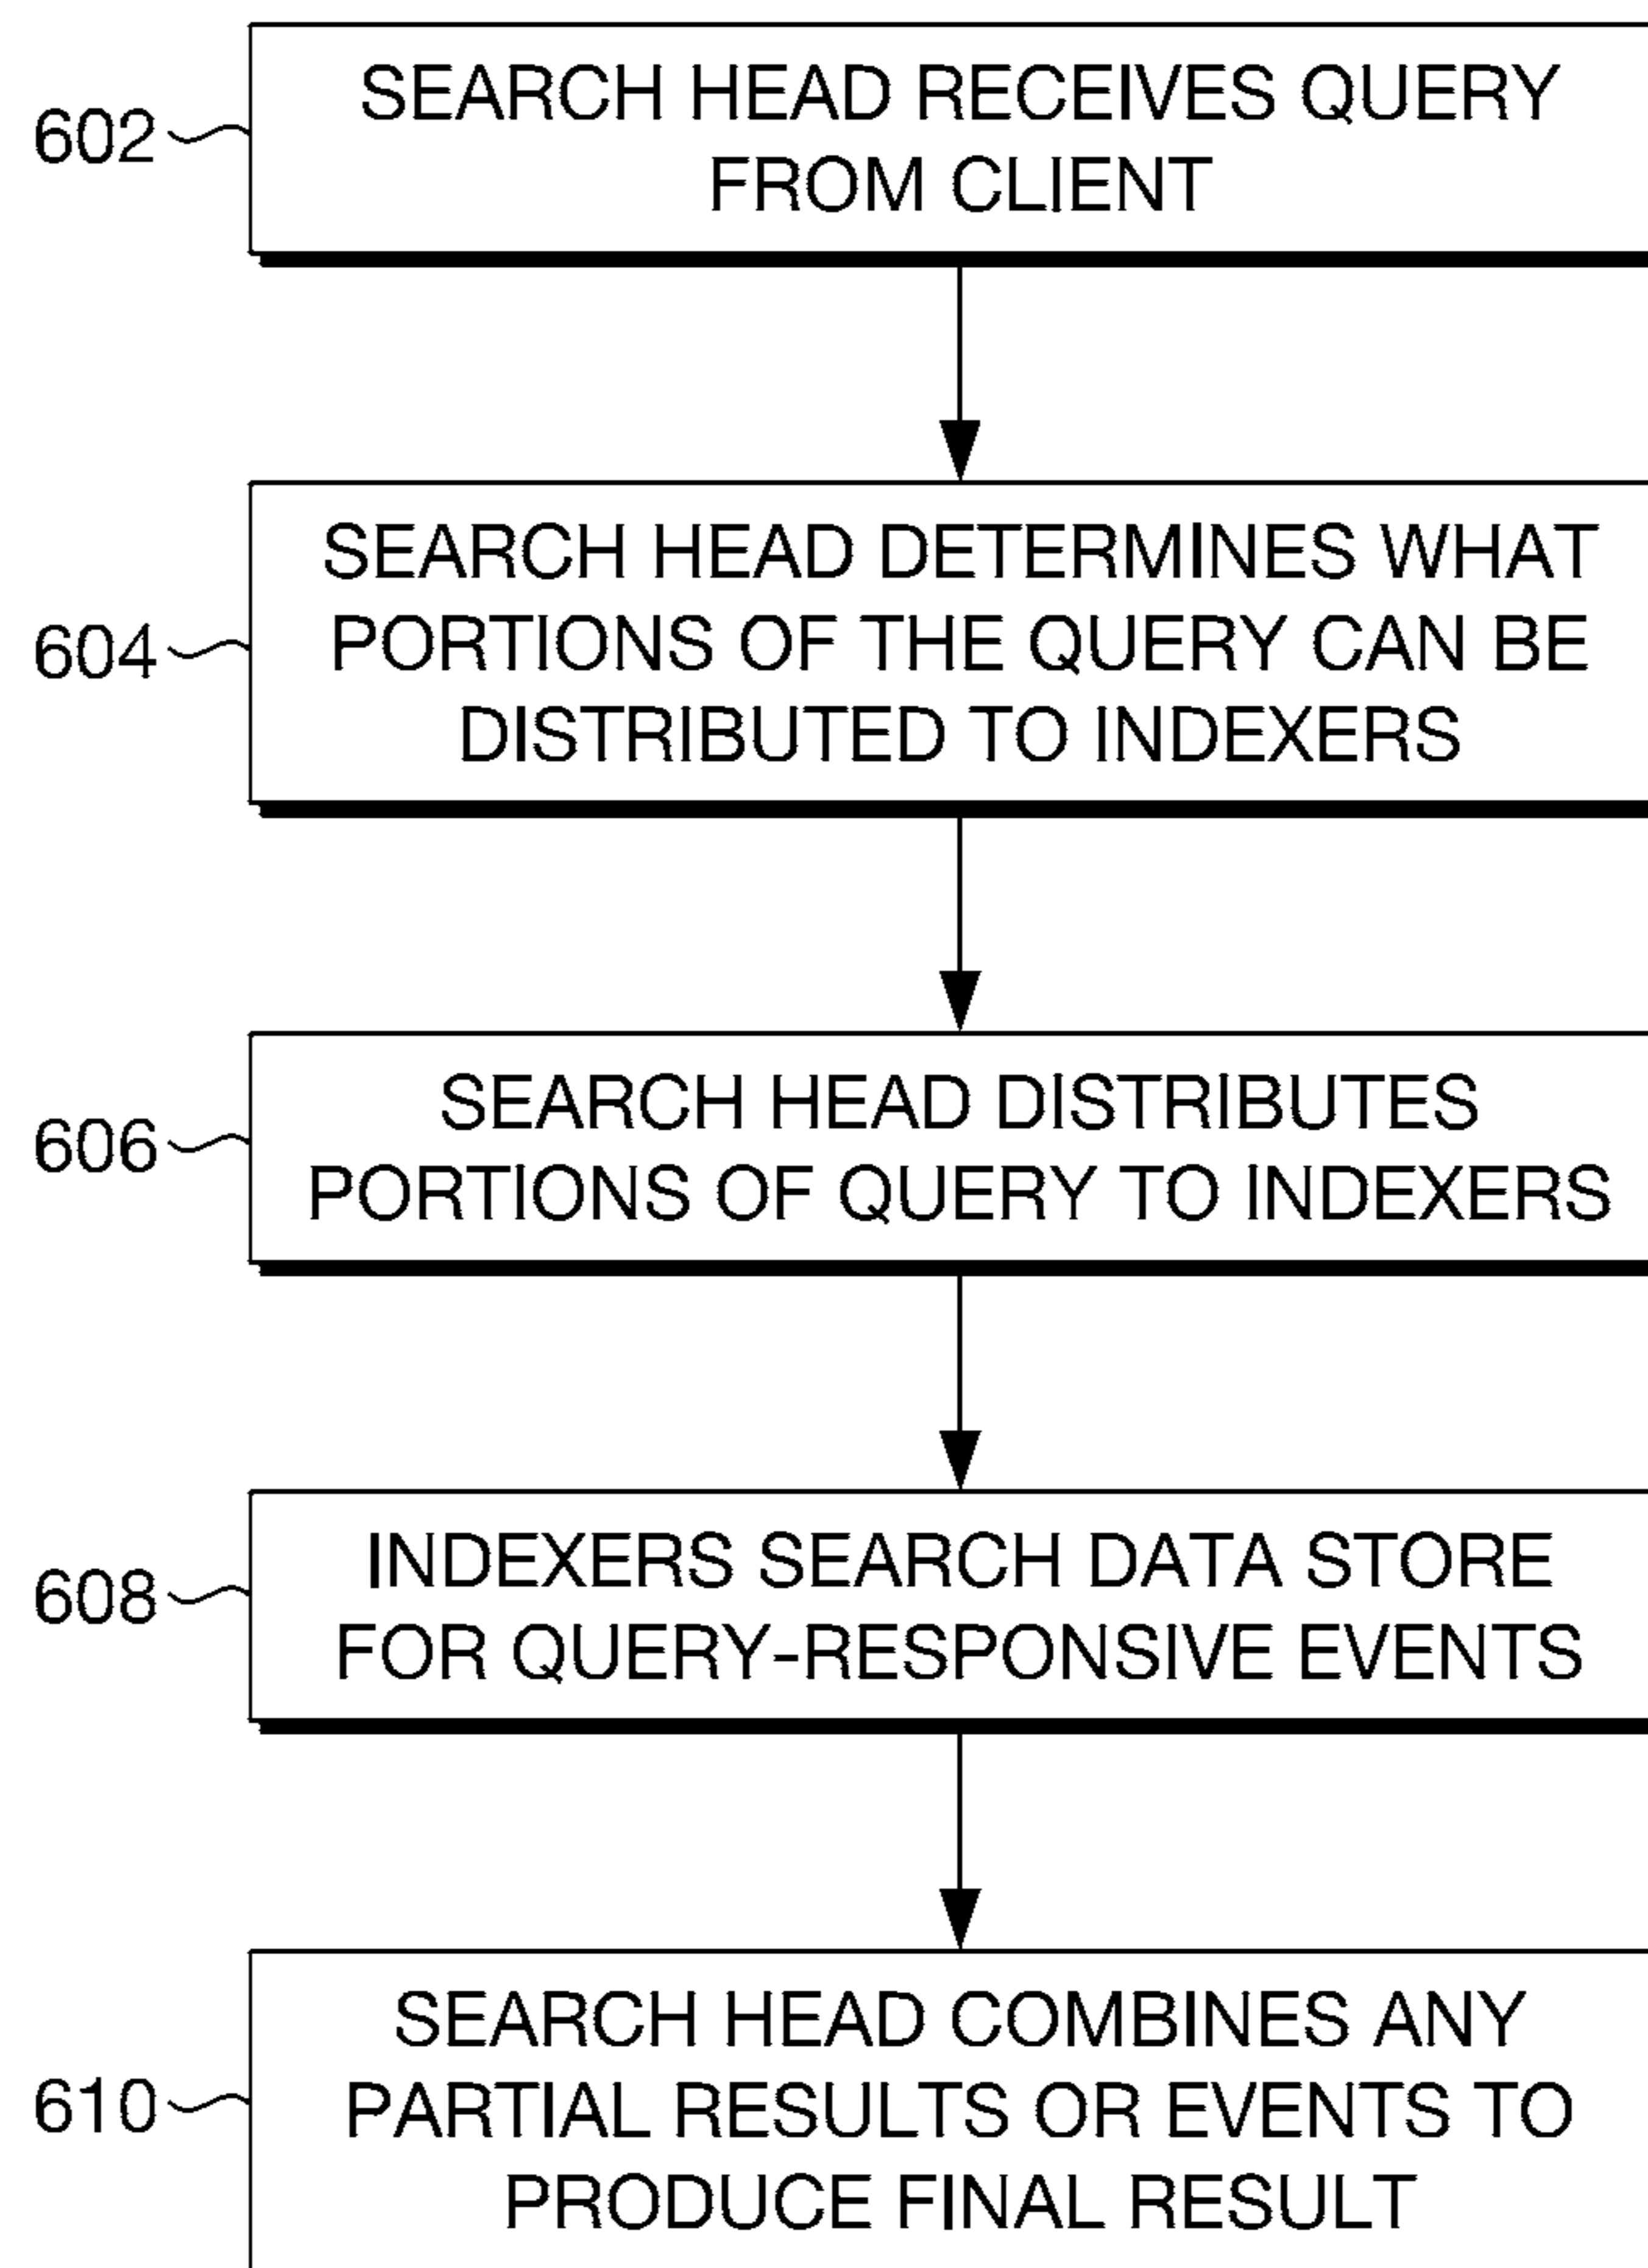 602
SEARCH HEAD RECEIVES QUERY
FROM CLIENT
604
SEARCH HEAD DETERMINES WHAT
PORTIONS OF THE QUERY CAN BE
DISTRIBUTED TO INDEXERS
606
SEARCH HEAD DISTRIBUTES
PORTIONS OF QUERY TO INDEXERS
608
INDEXERS SEARCH DATA STORE
FOR QUERY-RESPONSIVE EVENTS
610
SEARCH HEAD COMBINES ANY
PARTIAL RESULTS OR EVENTS TO
PRODUCE FINAL RESULT